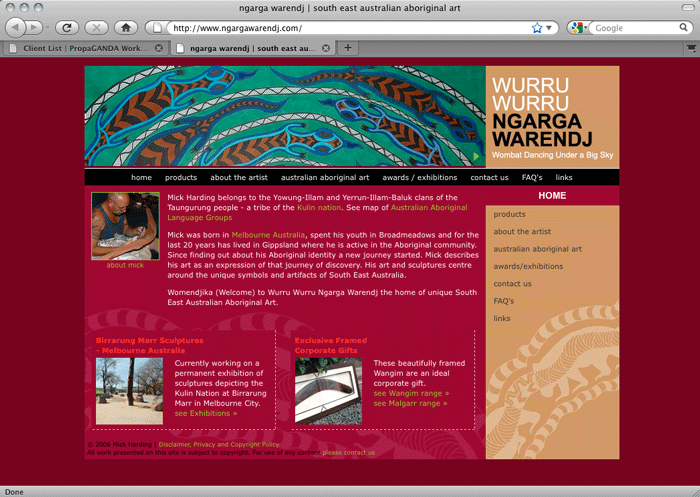 ngarga warendj | south east australian aboriginal art
http://www.ngargawarendj.com/
Google
Client List | PropaGANDA Work...
ngarga warendj | south east au...
WURRU
WURRU
NGARGA
WARENDJ
Wombat Dancing Under a Big Sky
home products about the artist australian aboriginal art awards / exhibitions contact us FAQ's links
Mick Harding belongs to the Yowung-Illam and Yerrun-Illam-Baluk clans of the
Taungurung people - a tribe of the Kulin nation. See map of Australian Aboriginal
Language Groups
Mick was born in Melbourne Australia, spent his youth in Broadmeadows and for the
last 20 years has lived in Gippsland where he is active in the Aboriginal community.
Since finding out about his Aboriginal identity a new journey started. Mick describes
his art as an expression of that journey of discovery. His art and sculptures centre
around the unique symbols and artifacts of South East Australia.
Womendjika (Welcome) to Wurru Wurru Ngarga Warendj the home of unique South
East Australian Aboriginal Art.
about mick
HOME
products
about the artist
australian aboriginal art
awards/exhibitions
contact us
FAQ's
links
Birrarung Marr Sculptures
- Melbourne Australia
Currently working on a
permanent exhibition of
sculptures depicting the
Kulin Nation at Birrarung
Marr in Melbourne City.
see Exhibitions »
Exclusive Framed
Corporate Gifts
These beautifully framed
Wangim are an ideal
corporate gift.
see Wangim range »
see Malgarr range »
© 2006 Mick Harding | Disclaimer, Privacy and Copyright Policy
All work presented on this site is subject to copyright. For use of any content please contact us
Done